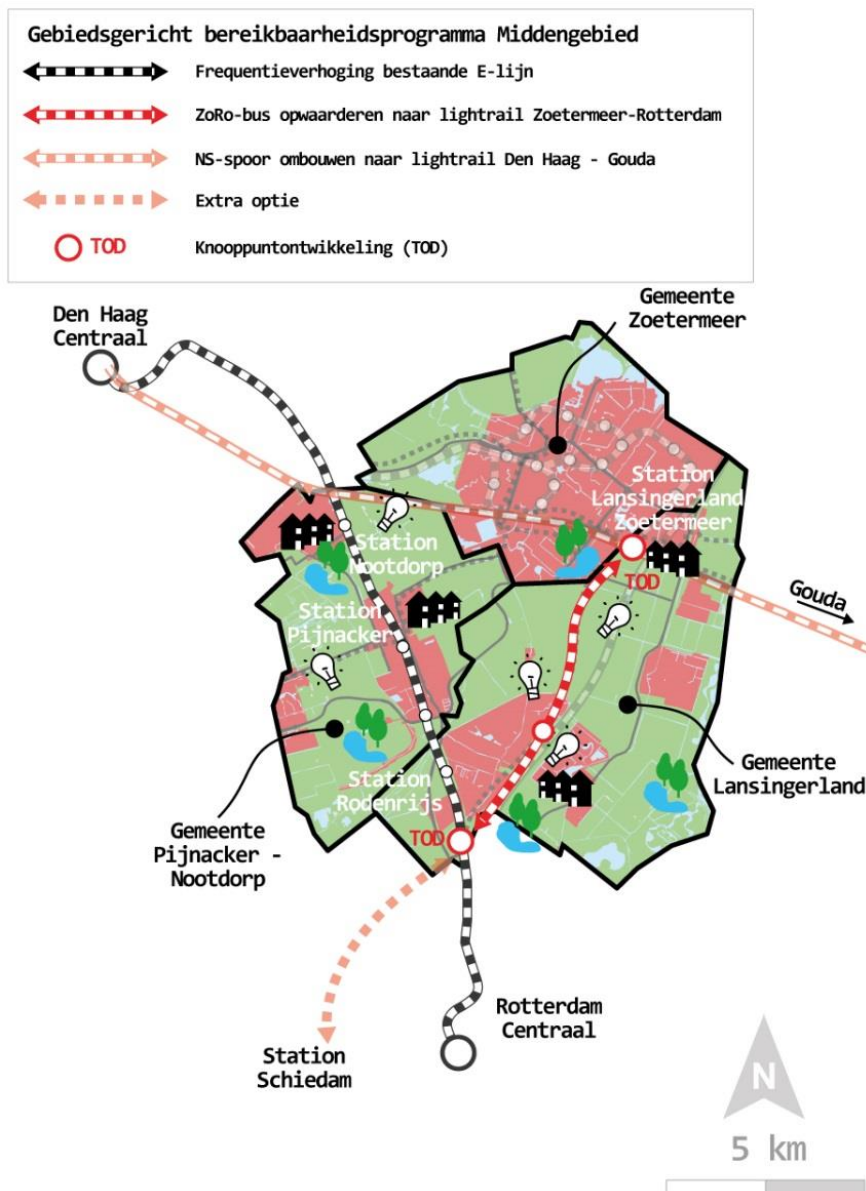 Gebiedsgericht bereikbaarheidsprogramma Middengebied
Frequentieverhoging bestaande E-lijn
ZoRo-bus opwaarderen naar lightrail Zoetermeer-Rotterdam
NS-spoor ombouwen naar lightrail Den Haag - Gouda
Extra optie
TOD
Knooppuntontwikkeling (TOD)
Gemeente
Zoetermeer
Den Haag
Centraal
Station
Lansingerland
Zoetermeer
TOD
Station
Nootdorp
Gouda
Station
Pijnacker
Gemeente
Lansingerland
Station
Rodenrijs
TOD
Gemeente
Pijnacker -
Nootdorp
Rotterdam
Centraal
Station
Schiedam
N
5 km